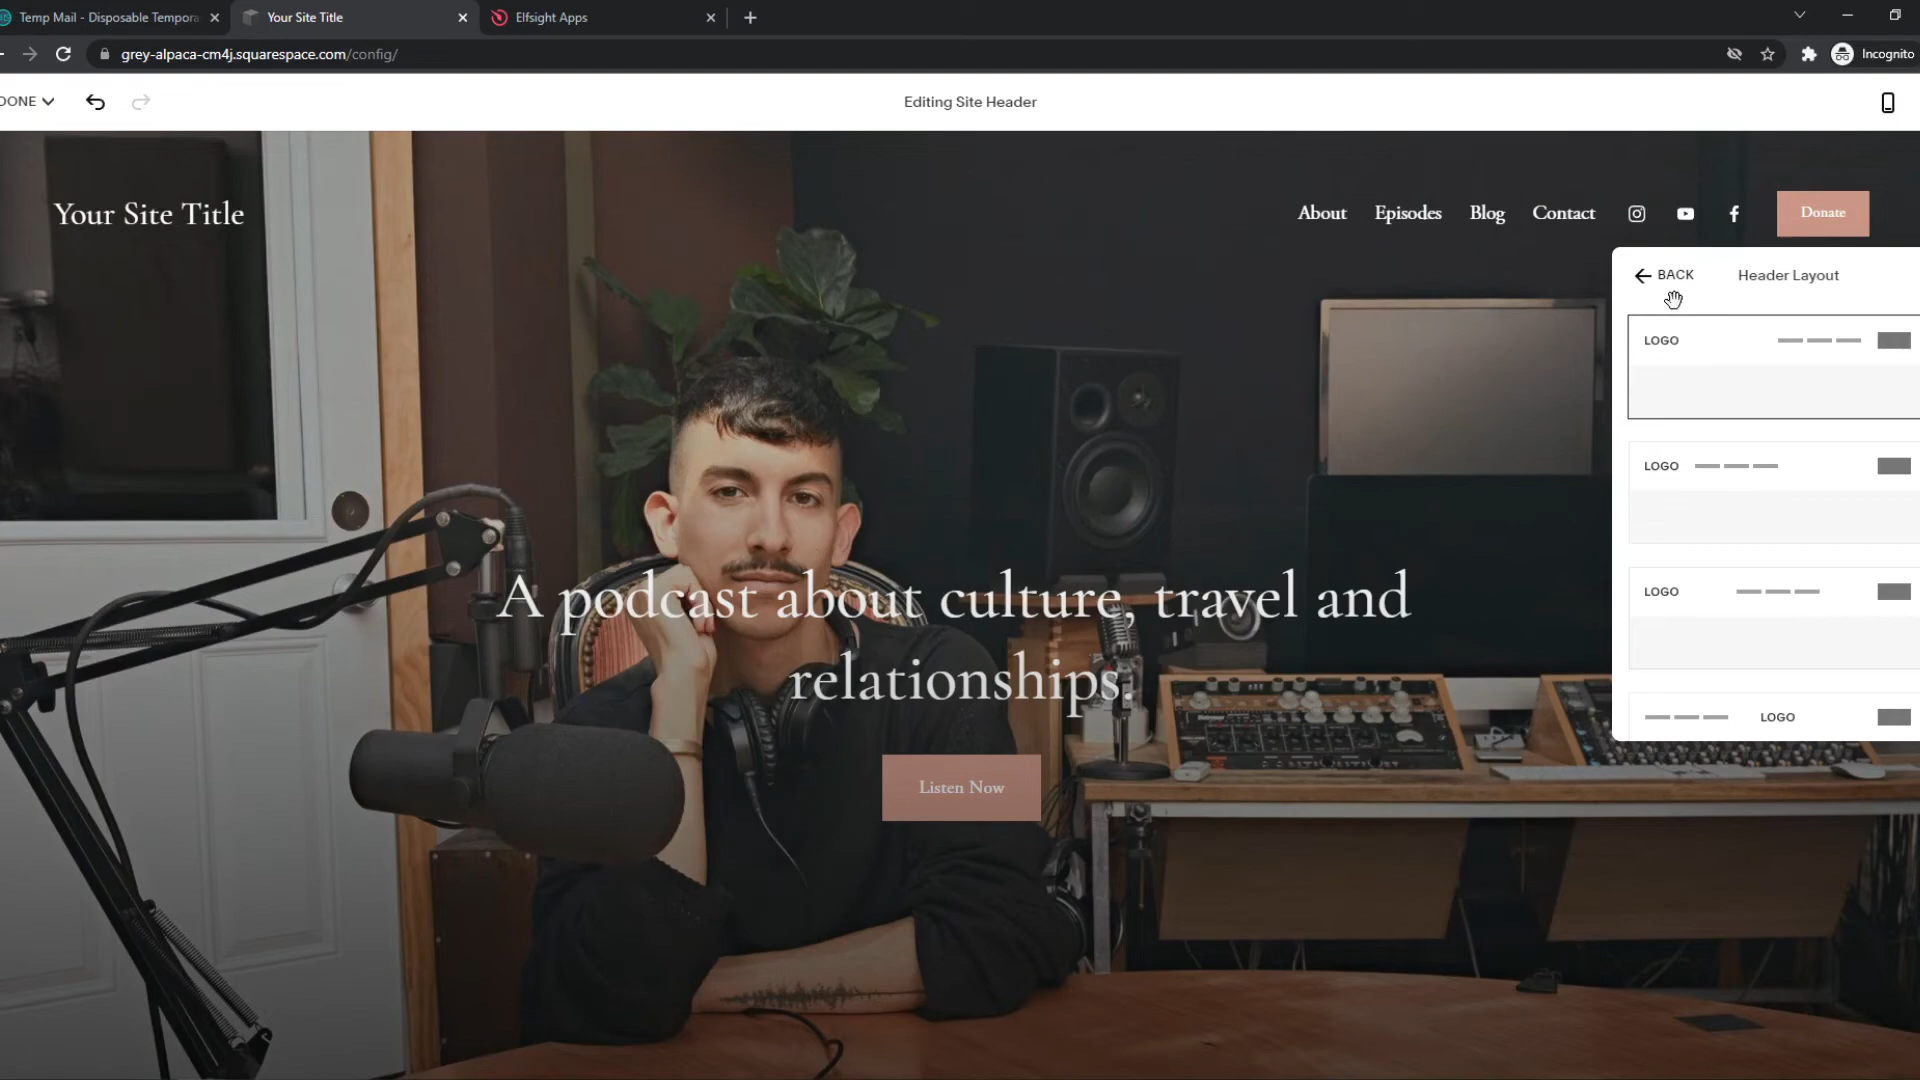 Temp Mail - Disposable Tempora
Your Site Title
Elfsight Apps
grey-alpaca-cm4j.squarespace.com/config/
Incognito
DONE
Editing Site Header
Your Site Title
About
Episodes
Blog
Contact
Donate
BACK
Header Layout
LOGO
LOGO
LOGO
LOGO
A podcast about culture, travel and
relationships.
Listen Now